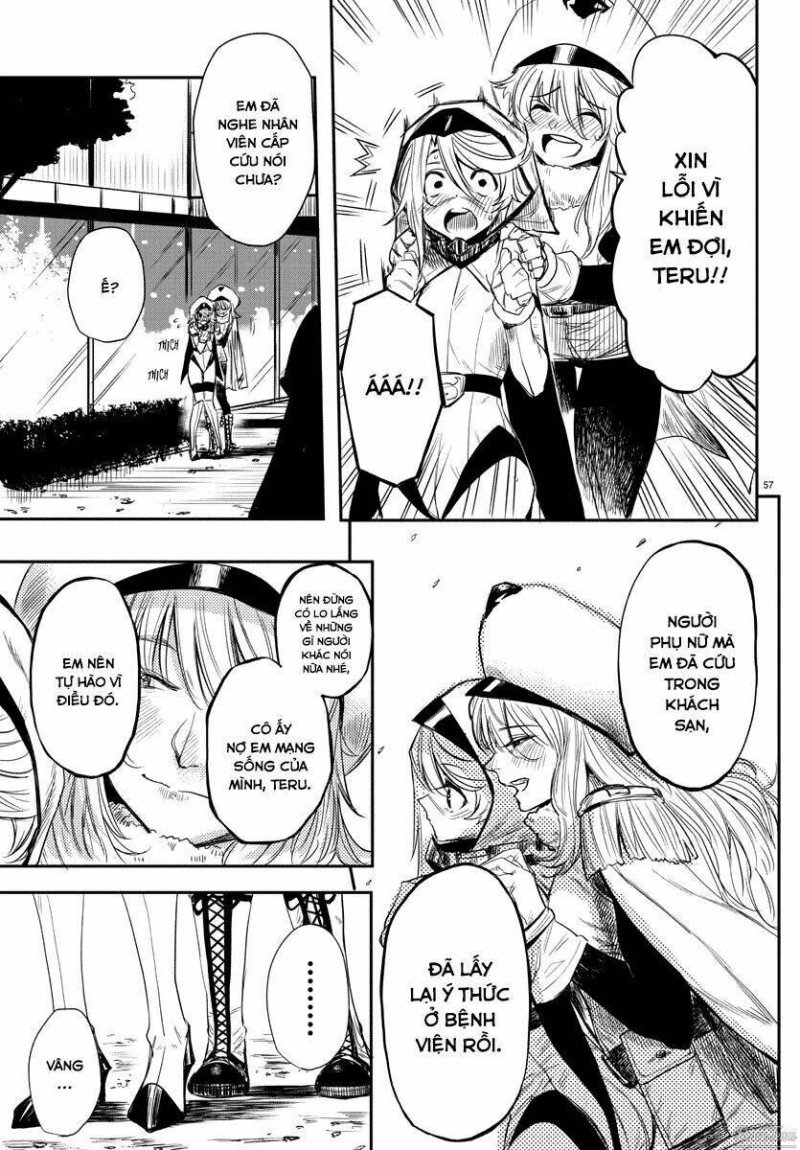 XIN
LỖI VÌ
KHIẾN
EM ĐỢI,
TERU!!
ÁÁÁ!!
57
EM ĐÃ
NGHE NHÂN
VIÊN CẤP
CỨU NÓI
CHƯA?
Ế?
THỊCH
THỊCH
NGƯỜI
PHỤ NỮ MÀ
EM ĐÃ CỨU
TRONG
KHÁCH
SẠN,
ĐÃ LẤY
LẠI Ý THỨC
Ở BỆNH
VIỆN RỒI.
NÊN ĐỪNG
CÓ LO LẮNG
VỀ NHỮNG
GÌ NGƯỜI
KHÁC NÓI
NỮA NHÉ,
CÔ ẤY
NỢ EM MẠNG
SỐNG CỦA
MÌNH, TERU.
EM NÊN
TỰ HÀO VÌ
ĐIỀU ĐÓ.
........
VÂNG
...